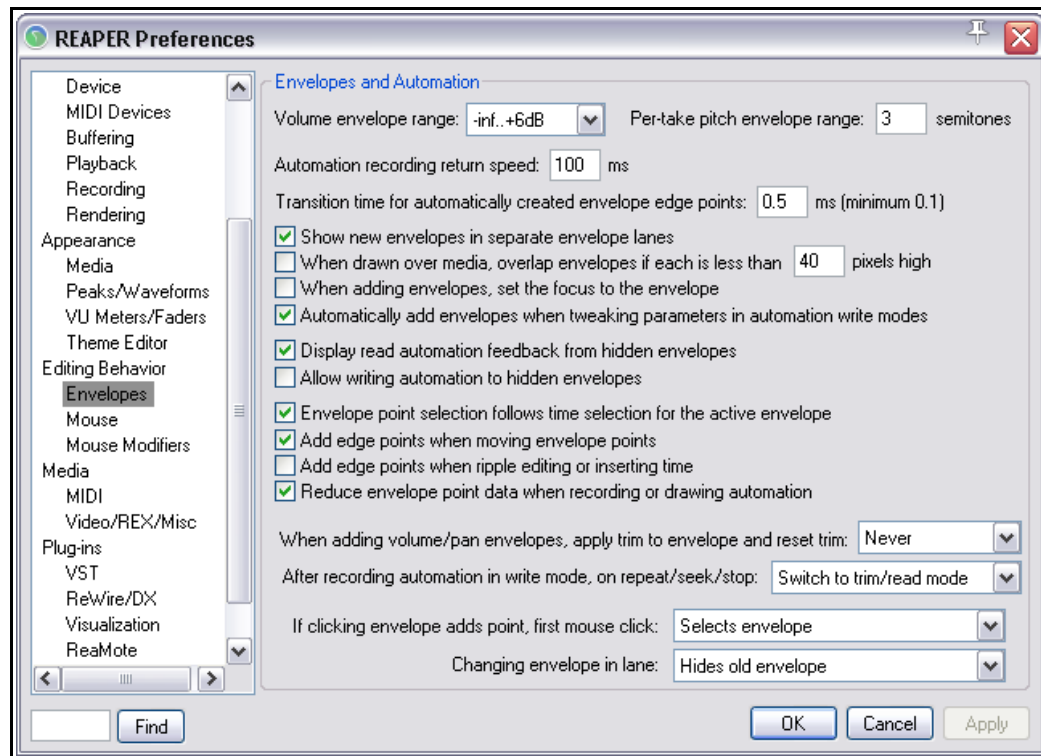 REAPER Preferences
Device
MIDI Devices
Buffering
Playback
Recording
Rendering
Appearance
Media
Peaks/Waveforms
VU Meters/Faders
Theme Editor
Editing Behavior
Envelopes
Mouse
Mouse Modifiers
Media
MIDI
Video/REX/Misc
Plug-ins
VST
ReWire/DX
Visualization
ReaMote
Find
Envelopes and Automation
Volume envelope range: -inf..+6dB Per-take pitch envelope range: 3 semitones
Automation recording return speed: 100 ms
Transition time for automatically created envelope edge points: 0.5 ms (minimum 0.1)
Show new envelopes in separate envelope lanes
When drawn over media, overlap envelopes if each is less than 40 pixels high
When adding envelopes, set the focus to the envelope
Automatically add envelopes when tweaking parameters in automation write modes
Display read automation feedback from hidden envelopes
Allow writing automation to hidden envelopes
Envelope point selection follows time selection for the active envelope
Add edge points when moving envelope points
Add edge points when ripple editing or inserting time
Reduce envelope point data when recording or drawing automation
When adding volume/pan envelopes, apply trim to envelope and reset trim: Never
After recording automation in write mode, on repeat/seek/stop: Switch to trim/read mode
If clicking envelope adds point, first mouse click: Selects envelope
Changing envelope in lane: Hides old envelope
OK Cancel Apply